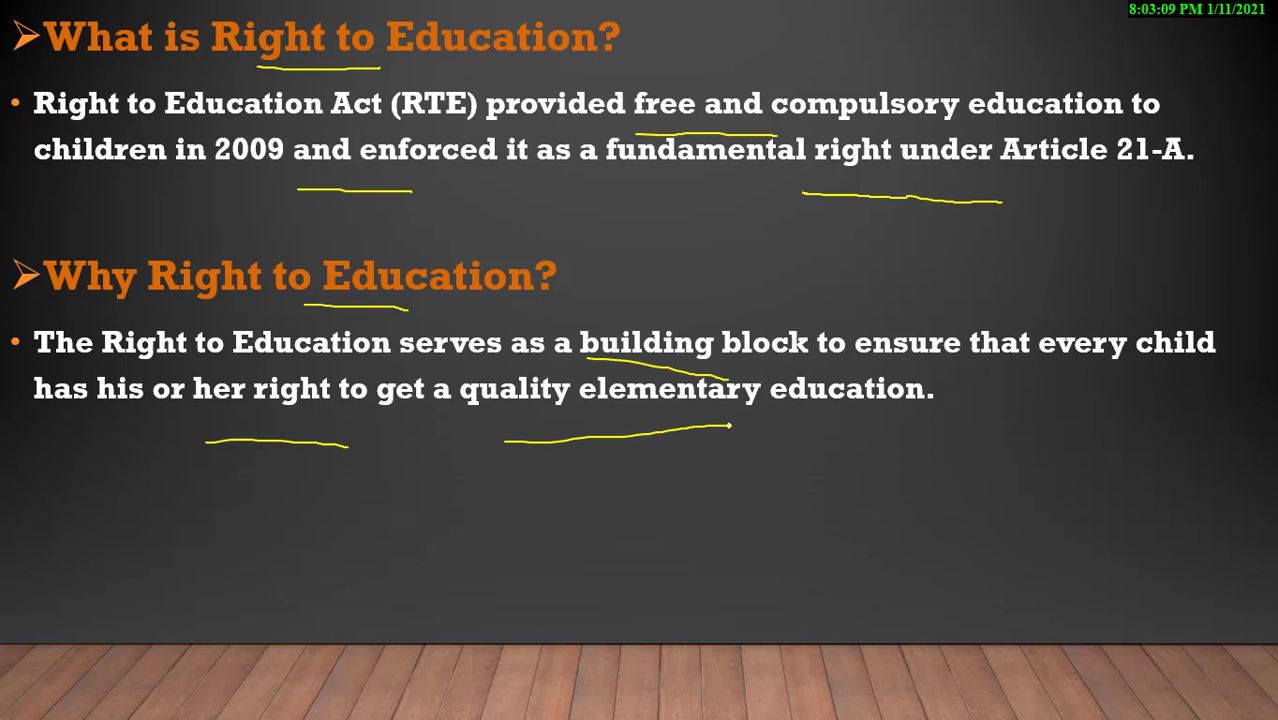 8:03:09 PM 1/11/2021
What is Right to Education?
• Right to Education Act (RTE) provided free and compulsory education to
children in 2009 and enforced it as a fundamental right under Article 21-A.
Why Right to Education?
• The Right to Education serves as a building block to ensure that every child
has his or her right to get a quality elementary education.